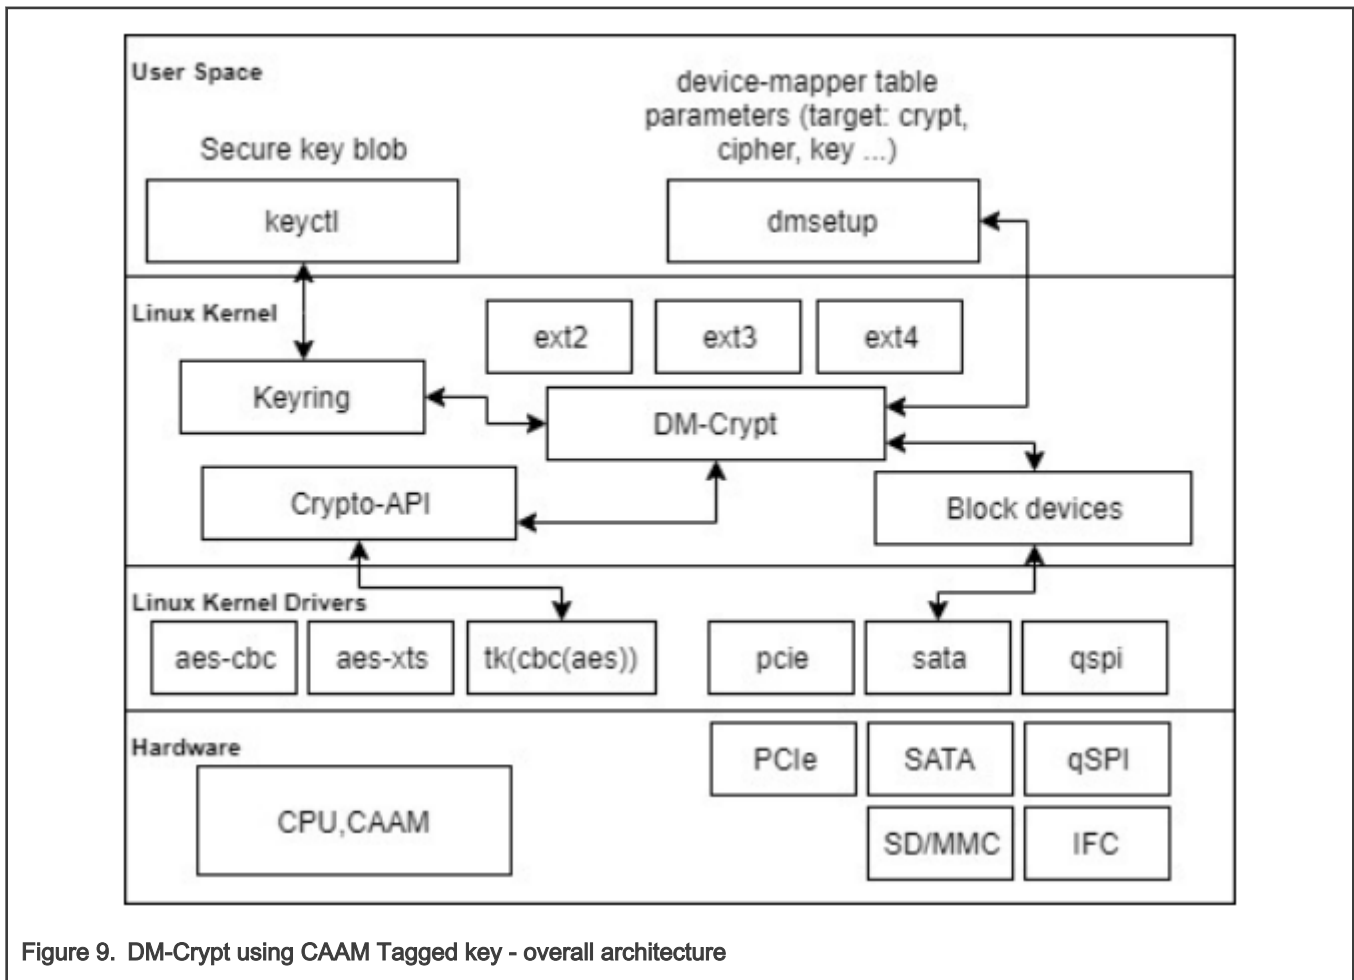 User Space
device-mapper table
parameters (target: crypt,
cipher, key ...)
Secure key blob
keyctl
dmsetup
Linux Kernel
ext2
ext3
ext4
Keyring
DM-Crypt
Crypto-API
Block devices
Linux Kernel Drivers
aes-cbc
aes-xts
tk(cbc(aes))
pcie
sata
qspi
Hardware
PCIe
SATA
qSPI
CPU,CAAM
SD/MMC
IFC
Figure 9. DM-Crypt using CAAM Tagged key - overall architecture